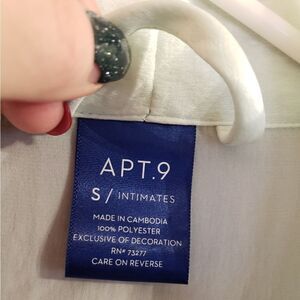 APT.9
S / INTIMATES
MADE IN CAMBODIA
100% POLYESTER
EXCLUSIVE OF DECORATION
RN# 73277
CARE ON REVERSE